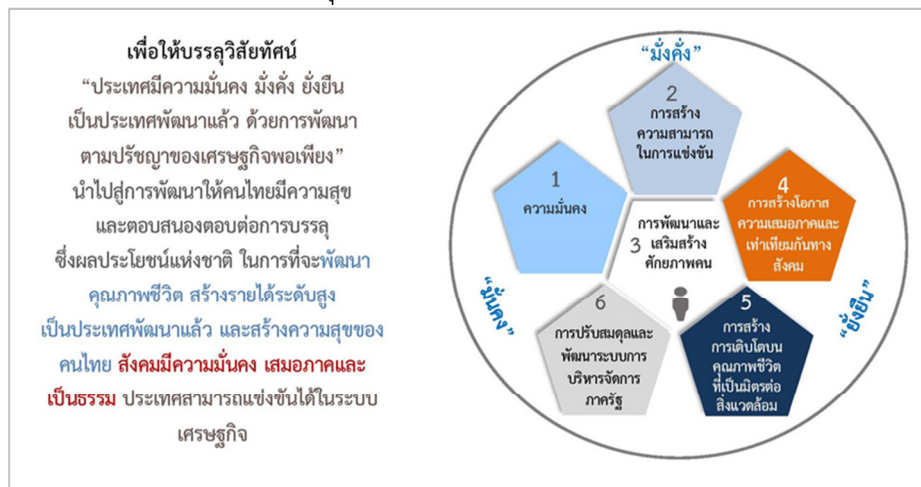 เพื่อให้บรรลุวิสัยทัศน์
“ประเทศมีความมั่นคง มั่งคั่ง ยั่งยืน
เป็นประเทศพัฒนาแล้ว ด้วยการพัฒนา
ตามปรัชญาของเศรษฐกิจพอเพียง”
นำไปสู่การพัฒนาให้คนไทยมีความสุข
และตอบสนองตอบต่อการบรรลุ
ซึ่งผลประโยชน์แห่งชาติ ในการที่จะพัฒนา
คุณภาพชีวิต สร้างรายได้ระดับสูง
เป็นประเทศพัฒนาแล้ว และสร้างความสุขของ
คนไทย สังคมมีความมั่นคง เสมอภาคและ
เป็นธรรม ประเทศสามารถแข่งขันได้ในระบบ
เศรษฐกิจ
“มั่งคั่ง”
2
การสร้าง
ความสามารถ
ในการแข่งขัน
1
ความมั่นคง
4
การสร้างโอกาส
ความเสมอภาคและ
เท่าเทียมกันทาง
สังคม
การพัฒนาและ
3 เสริมสร้าง
ศักยภาพคน
“มั่นคง”
“ยั่งยืน”
6
การปรับสมดุลและ
พัฒนาระบบการ
บริหารจัดการ
ภาครัฐ
5
การสร้าง
การเติบโตบน
คุณภาพชีวิต
ที่เป็นมิตรต่อ
สิ่งแวดล้อม